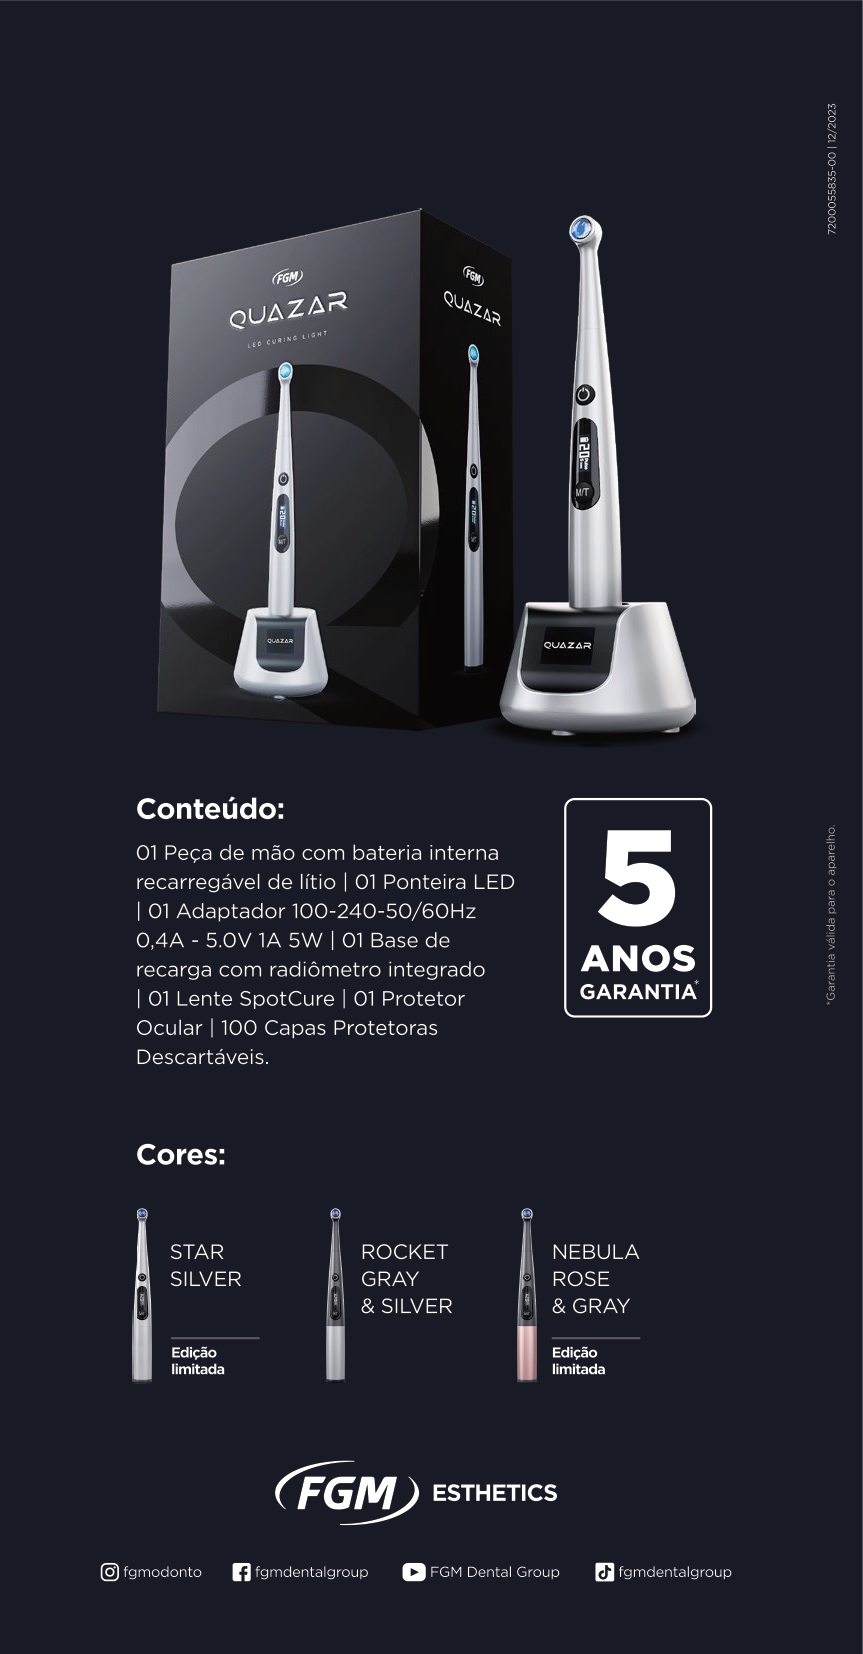 7200055835-00 | 12/2023
FGM
QUAZAR
LED CURING LIGHT
FGM
QUAZAR
M/T
QUAZAR
20
M/T
QUAZAR
Conteúdo:
01 Peça de mão com bateria interna
recarregável de lítio | 01 Ponteira LED
| 01 Adaptador 100-240-50/60Hz
0,4A - 5.0V 1A 5W | 01 Base de
recarga com radiômetro integrado
| 01 Lente SpotCure | 01 Protetor
Ocular | 100 Capas Protetoras
Descartáveis.
5
ANOS
GARANTIA*
*Garantia válida para o aparelho.
Cores:
STAR
SILVER
Edição
limitada
ROCKET
GRAY
& SILVER
NEBULA
ROSE
& GRAY
Edição
limitada
FGM ESTHETICS
fgmodonto fgmdentalgroup FGM Dental Group fgmdentalgroup